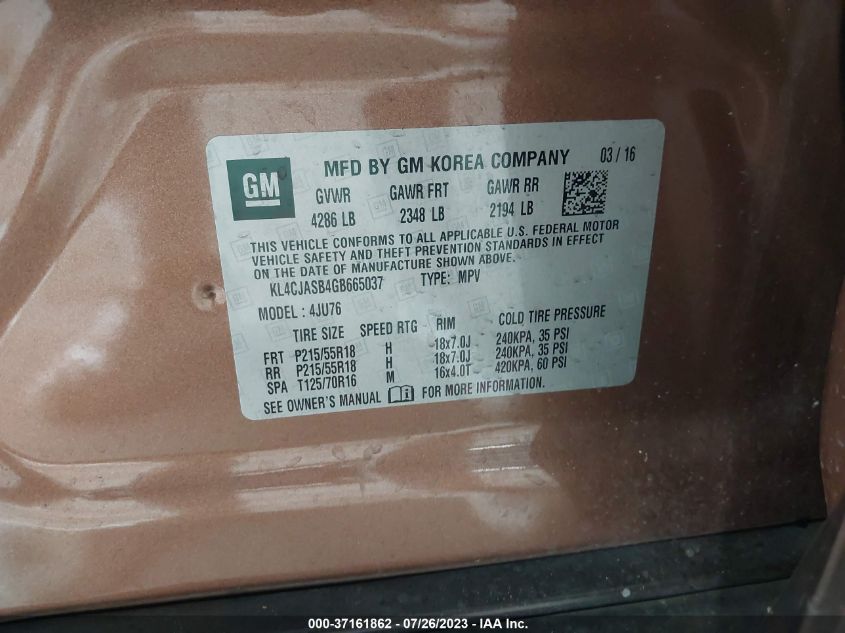 GM
MFD BY GM KOREA COMPANY 03 / 16
GVWR GAWR FRT GAWR RR
4286 LB 2348 LB 2194 LB
THIS VEHICLE CONFORMS TO ALL APPLICABLE U.S. FEDERAL MOTOR
VEHICLE SAFETY AND THEFT PREVENTION STANDARDS IN EFFECT
ON THE DATE OF MANUFACTURE SHOWN ABOVE.
KL4CJASB4GB665037 TYPE: MPV
MODEL : 4JU76
TIRE SIZE SPEED RTG RIM COLD TIRE PRESSURE
FRT P215/55R18 H 18x7.0J 240KPA, 35 PSI
RR P215/55R18 H 18x7.0J 240KPA, 35 PSI
SPA T125/70R16 M 16x4.0T 420KPA, 60 PSI
SEE OWNER'S MANUAL FOR MORE INFORMATION.
000-37161862 / 07/26/2023 - IAA Inc.